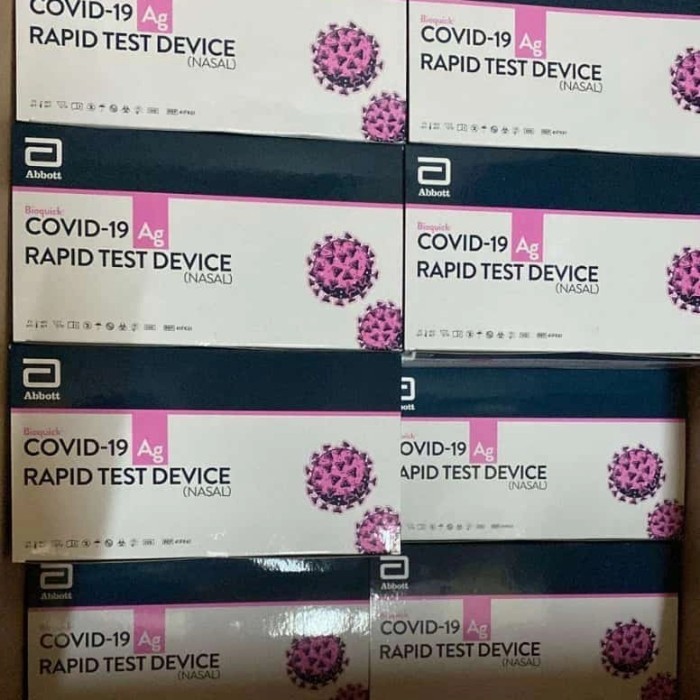 COVID-19 Ag
RAPID TEST DEVICE
(NASAL)
Bioquick
COVID-19 Ag
RAPID TEST DEVICE
(NASAL)
Abbott
Bioquick
COVID-19 Ag
RAPID TEST DEVICE
(NASAL)
Abbott
Bioquick
COVID-19 Ag
RAPID TEST DEVICE
(NASAL)
Abbott
Bioquick
COVID-19 Ag
RAPID TEST DEVICE
(NASAL)
ott
OVID-19 Ag
APID TEST DEVICE
(NASAL)
Abbott
COVID-19 Ag
RAPID TEST DEVICE
(NASAL)
Abbott
COVID-19 Ag
RAPID TEST DEVICE
(NASAL)